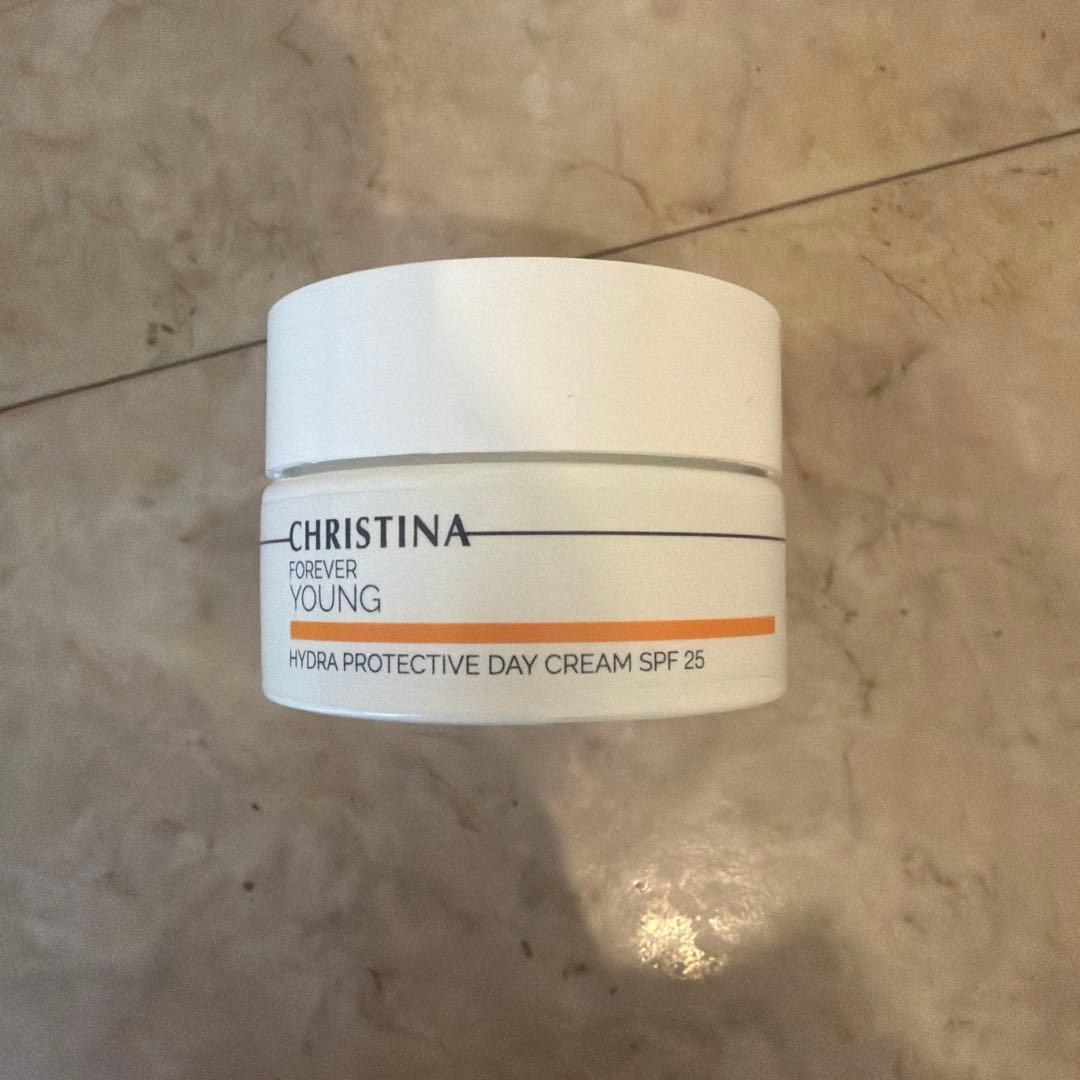 CHRISTINA
FOREVER
YOUNG
HYDRA PROTECTIVE DAY CREAM SPF 25